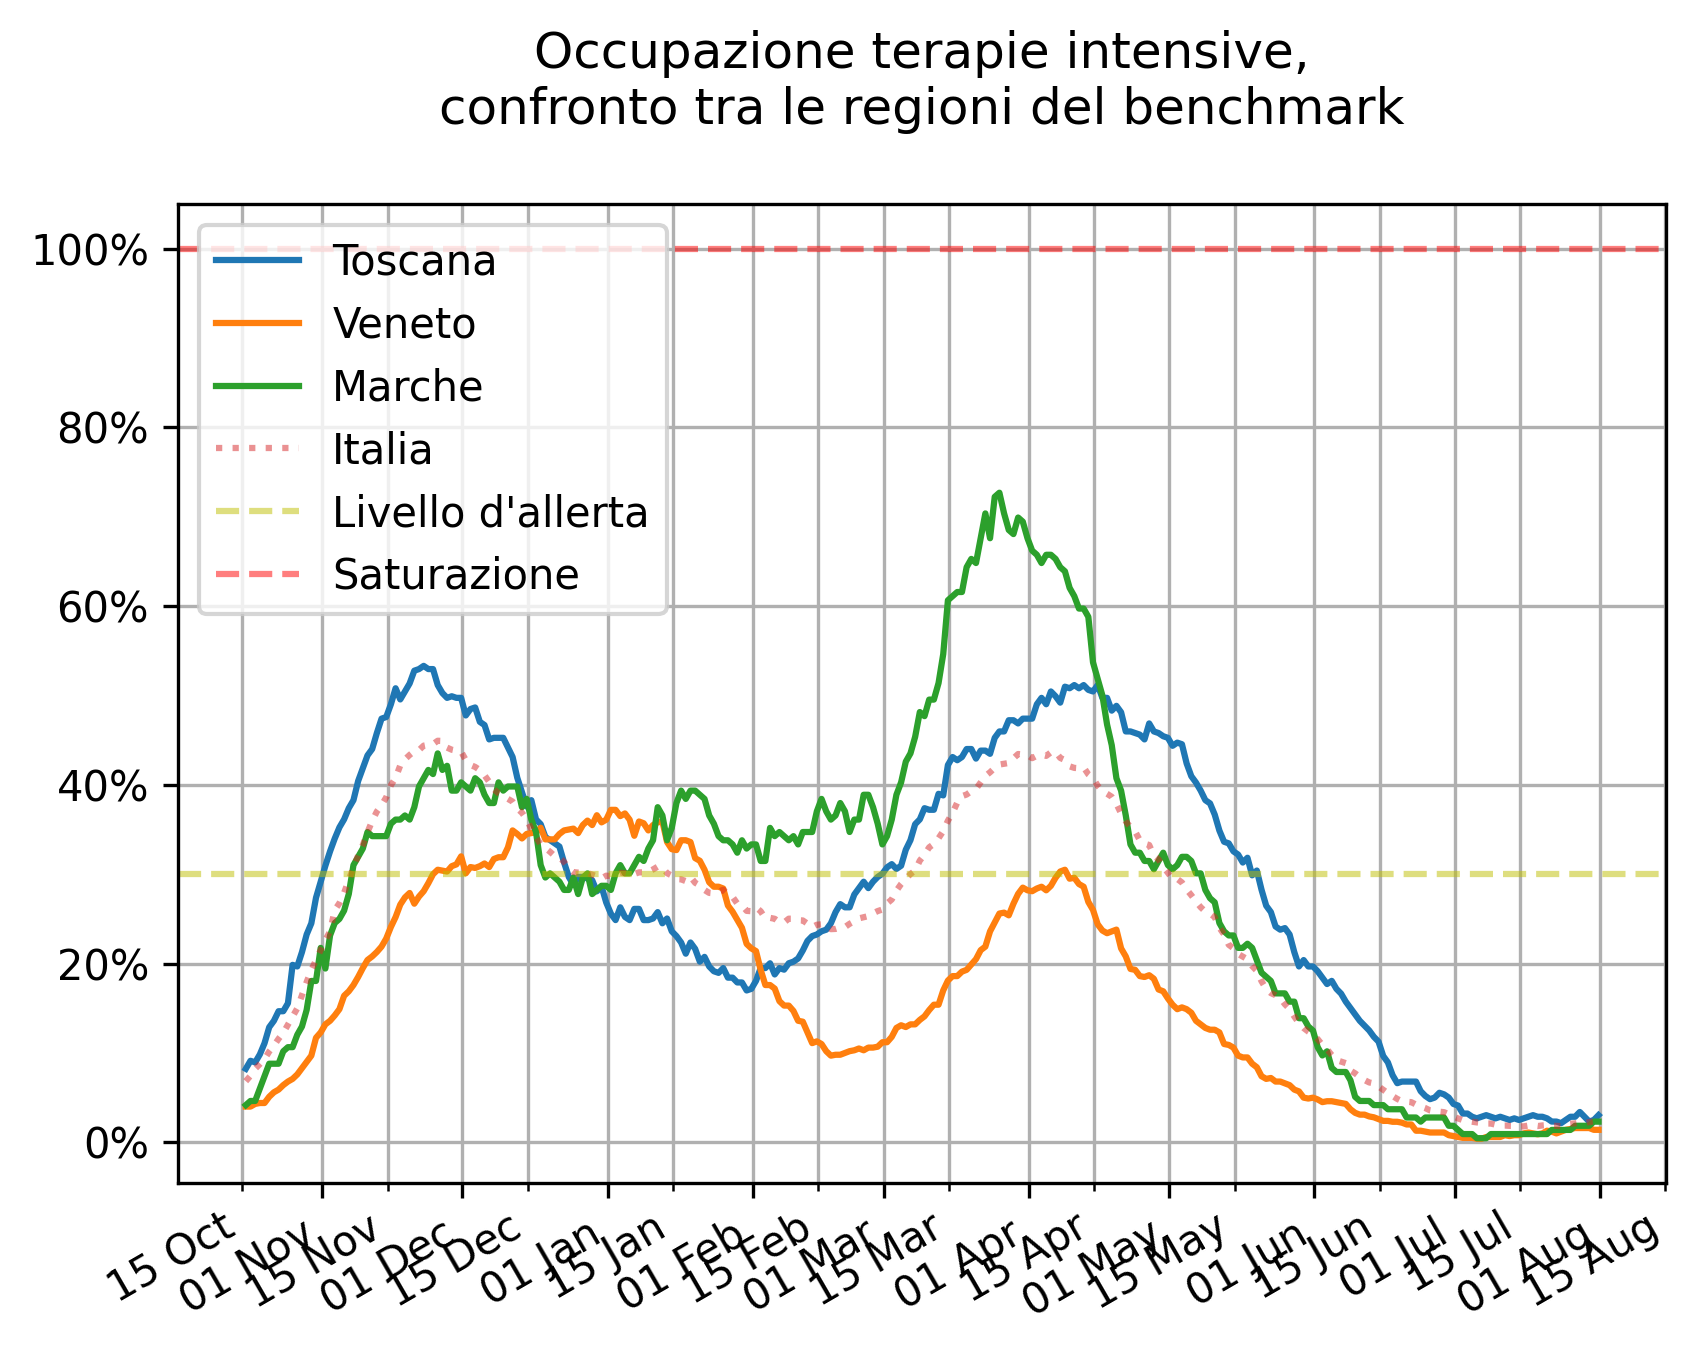 Occupazione terapie intensive,
confronto tra le regioni del benchmark
100%
80%
60%
40%
20%
0%
Toscana
Veneto
Marche
Italia
Livello d'allerta
Saturazione
15 Oct
01 Nov
15 Nov
01 Dec
15 Dec
01 Jan
15 Jan
01 Feb
15 Feb
01 Mar
15 Mar
01 Apr
15 Apr
01 May
15 May
01 Jun
15 Jun
01 Jul
15 Jul
01 Aug
15 Aug